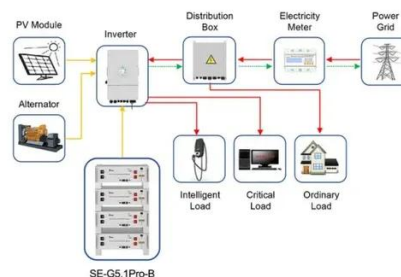 PV Module
Inverter
Distribution
Box
Electricity
Meter
Power
Grid
Alternator
Intelligent
Load
Critical
Load
Ordinary
Load
SE-G5.1Pro-B